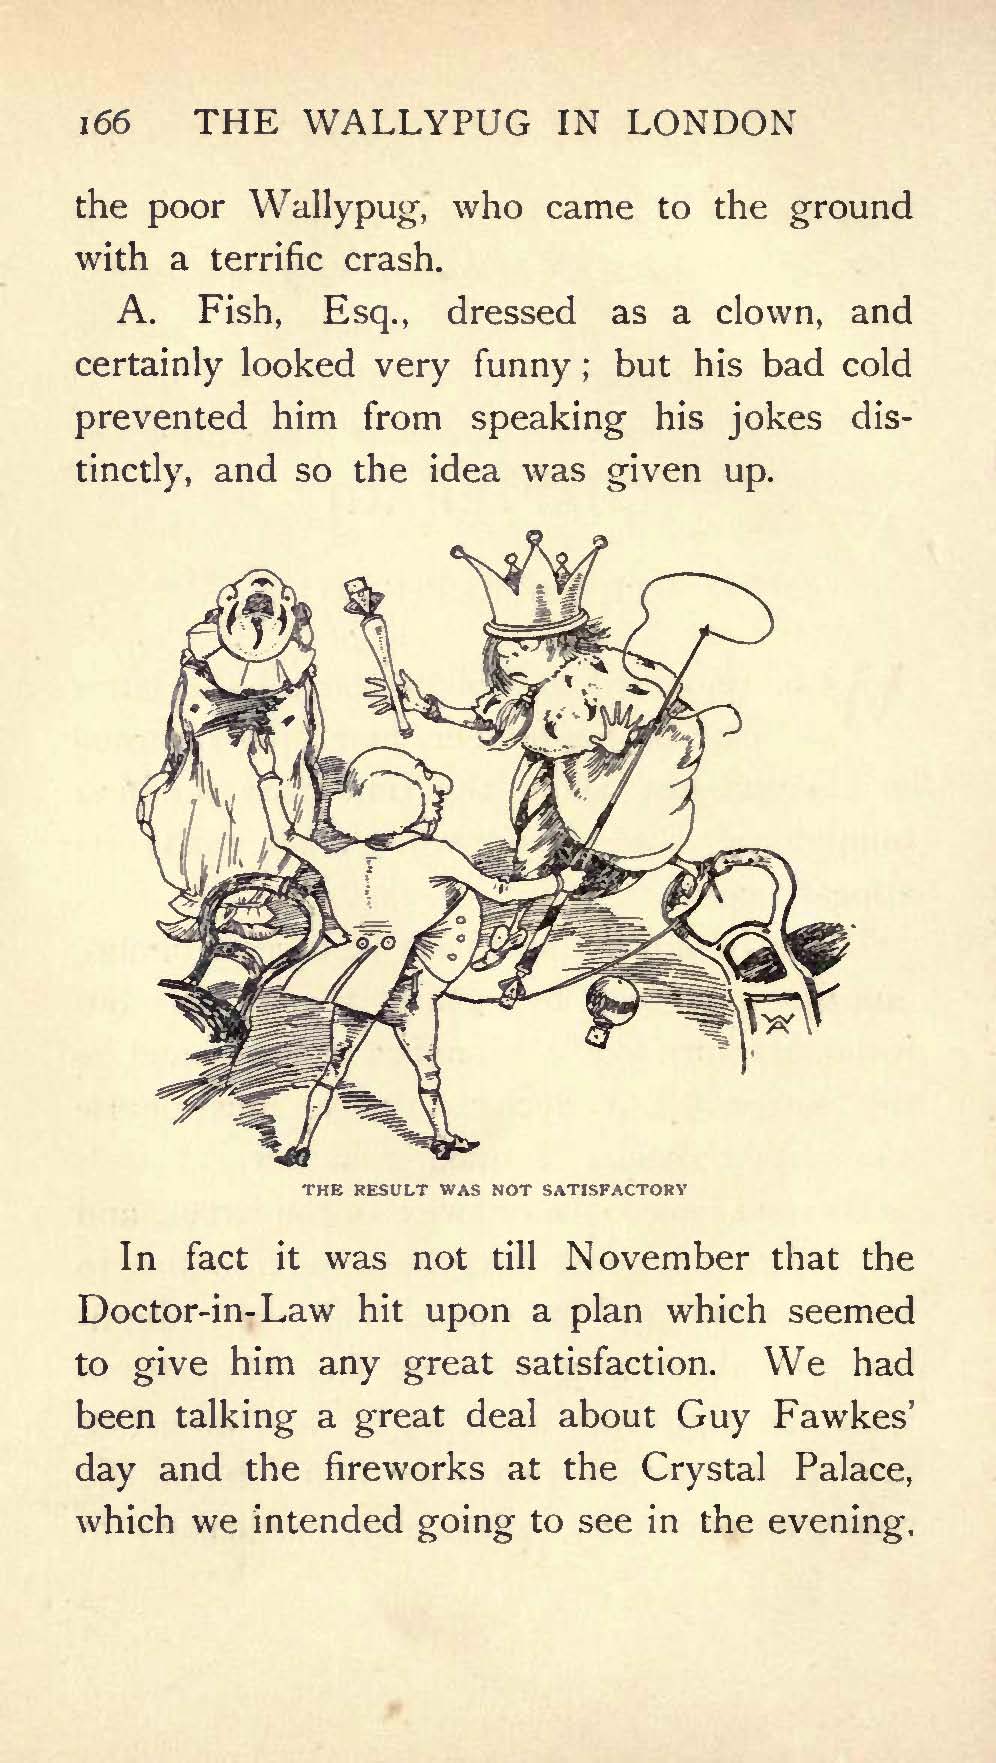 166 THE WALLYPUG IN LONDON
the poor Wallypug, who came to the ground
with a terrific crash.
A. Fish, Esq., dressed as a clown, and
certainly looked very funny ; but his bad cold
prevented him from speaking his jokes dis-
tinctly, and so the idea was given up.
THE RESULT WAS NOT SATISFACTORY
In fact it was not till November that the
Doctor-in-Law hit upon a plan which seemed
to give him any great satisfaction. We had
been talking a great deal about Guy Fawkes'
day and the fireworks at the Crystal Palace,
which we intended going to see in the evening.